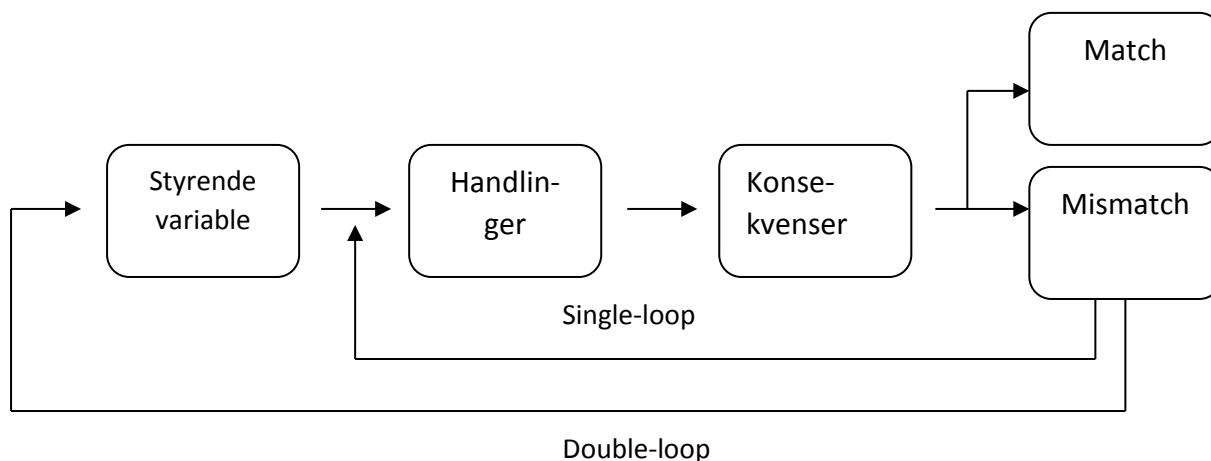 Match
Styrende
variable
Handlin-
ger
Konse-
kvenser
Mismatch
Single-loop
Double-loop